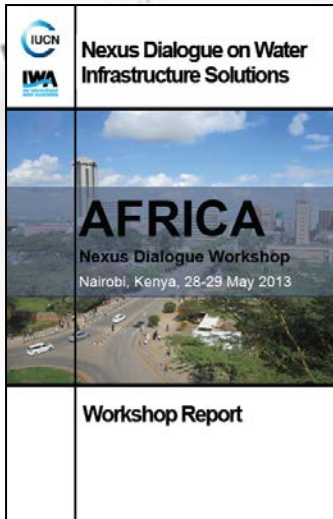 IUCN
Nexus Dialogue on Water
Infrastructure Solutions
IWA
AFRICA
Nexus Dialogue Workshop
Nairobi, Kenya, 28-29 May 2013
Workshop Report